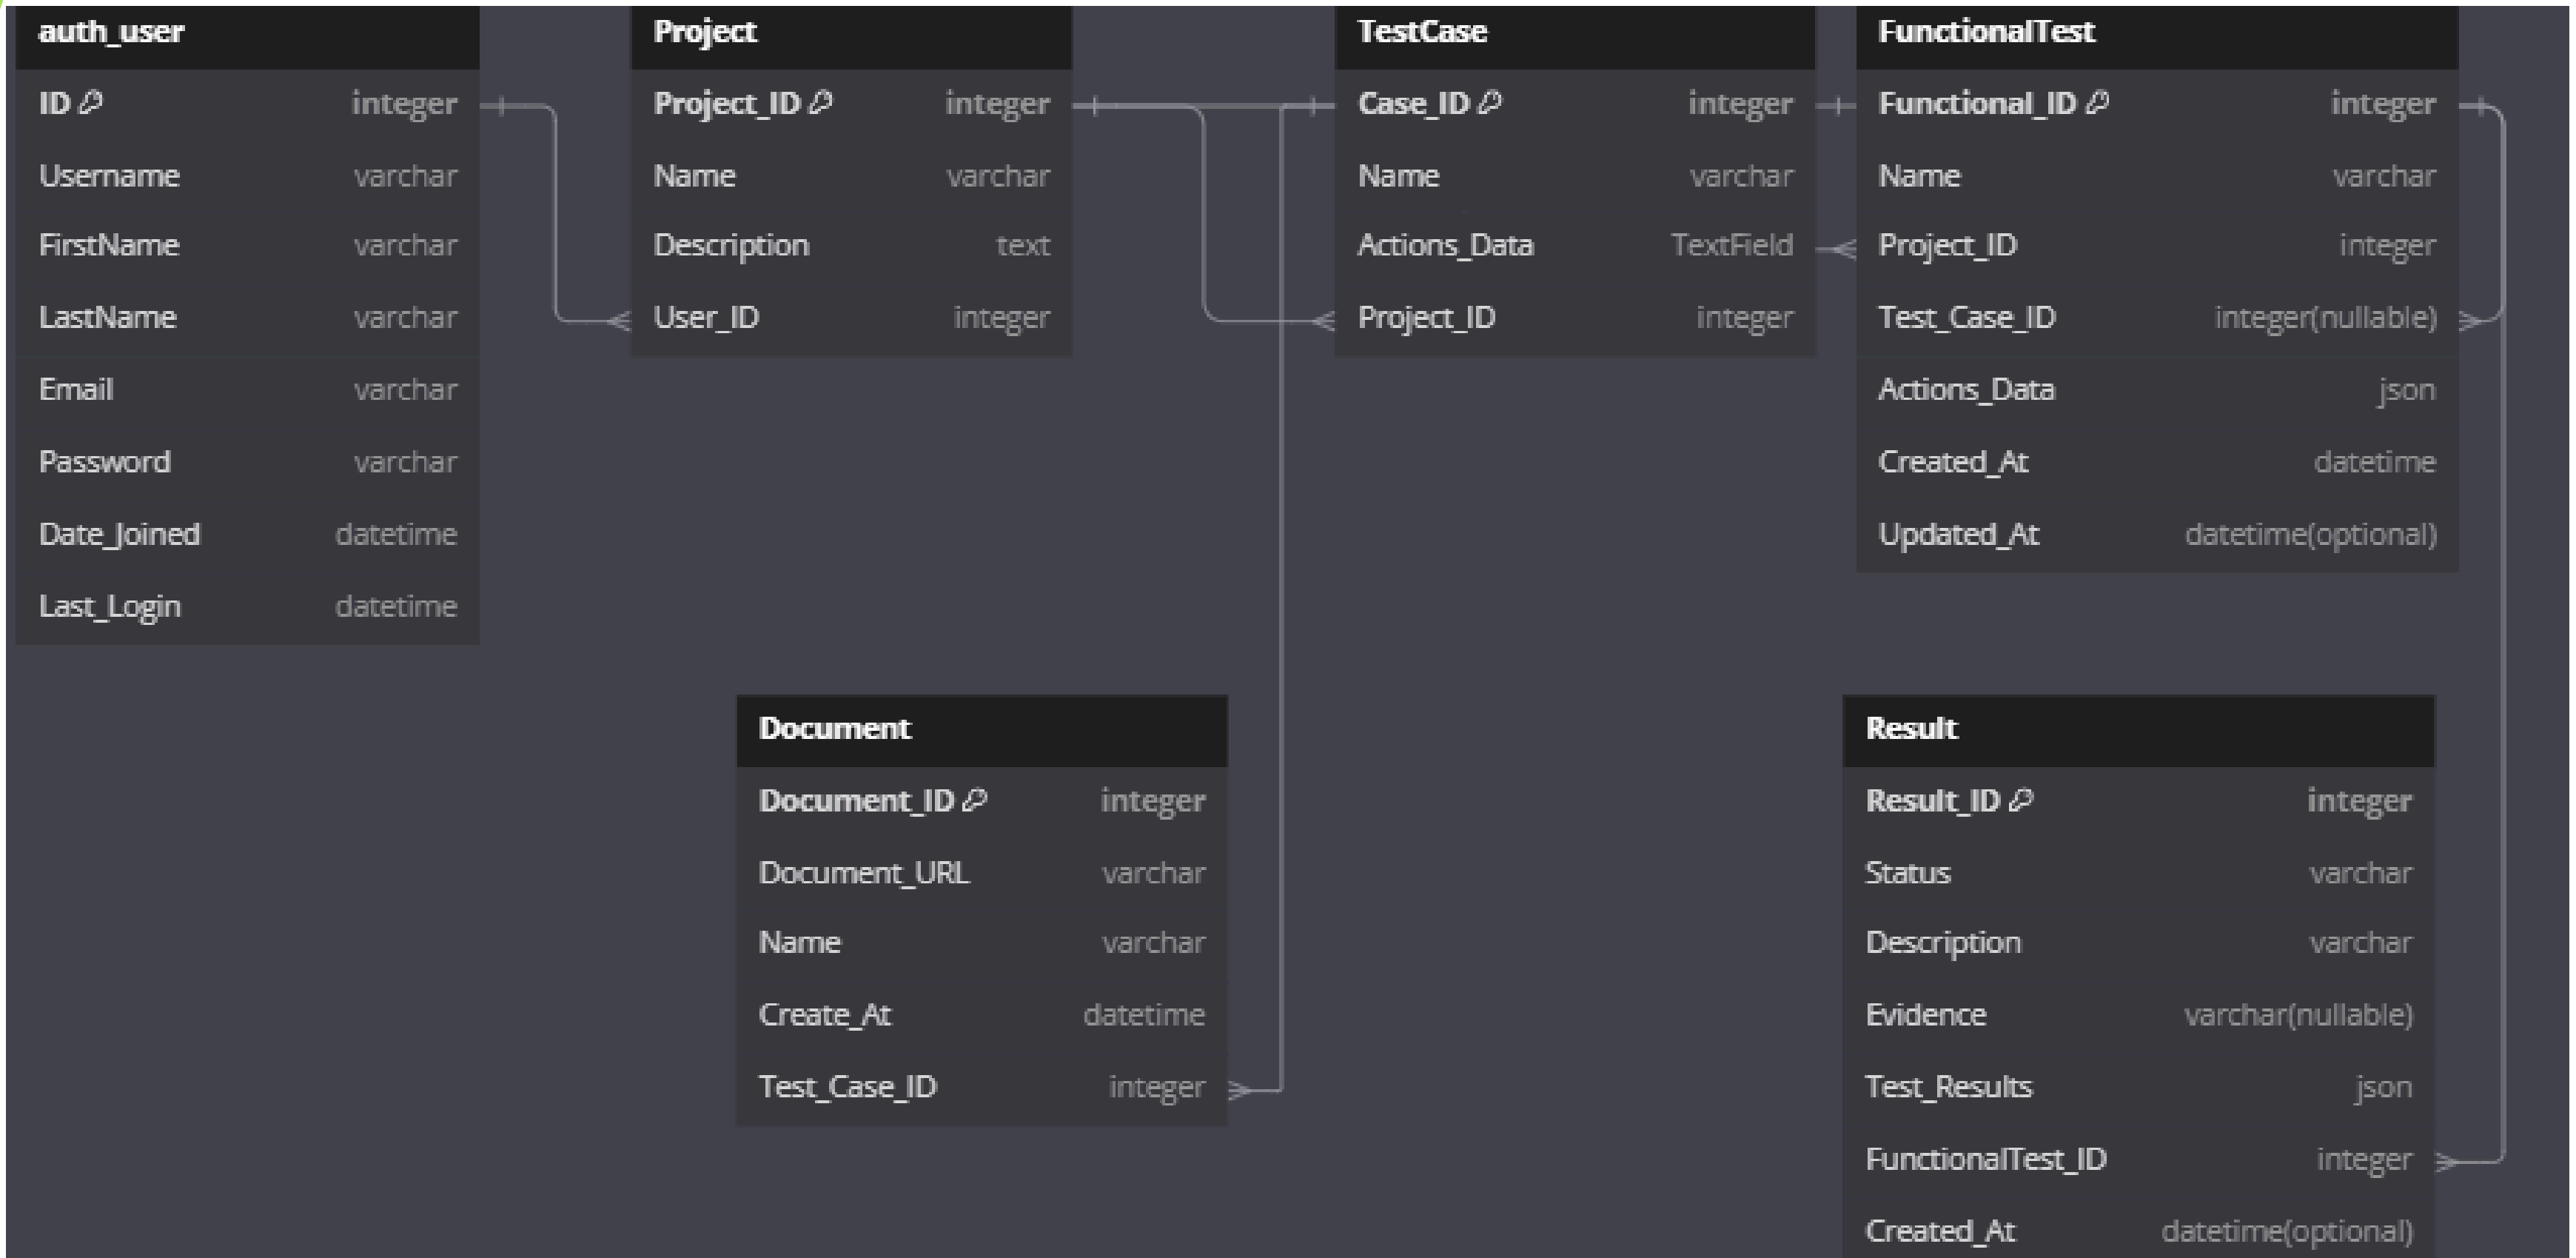 auth_user
ID integer
Username varchar
FirstName varchar
LastName varchar
Email varchar
Password varchar
Date_Joined datetime
Last_Login datetime
Project
Project_ID integer
Name varchar
Description text
User_ID integer
TestCase
Case_ID integer
Name varchar
Actions_Data TextField
Project_ID integer
FunctionalTest
Functional_ID integer
Name varchar
Project_ID integer
Test_Case_ID integer(nullable)
Actions_Data json
Created_At datetime
Updated_At datetime(optional)
Document
Document_ID integer
Document_URL varchar
Name varchar
Create_At datetime
Test_Case_ID integer
Result
Result_ID integer
Status varchar
Description varchar
Evidence varchar(nullable)
Test_Results json
FunctionalTest_ID integer
Created_At datetime(optional)